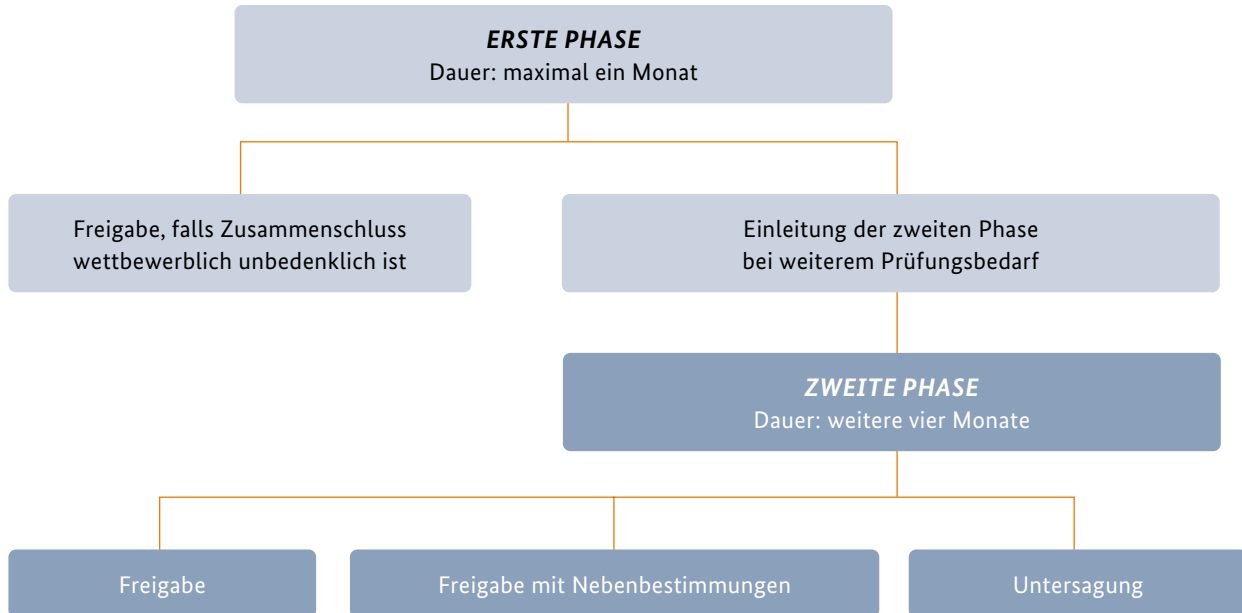 ERSTE PHASE
Dauer: maximal ein Monat
Freigabe, falls Zusammenschluss
wettbewerblich unbedenklich ist
Einleitung der zweiten Phase
bei weiterem Prüfungsbedarf
ZWEITE PHASE
Dauer: weitere vier Monate
Freigabe
Freigabe mit Nebenbestimmungen
Untersagung